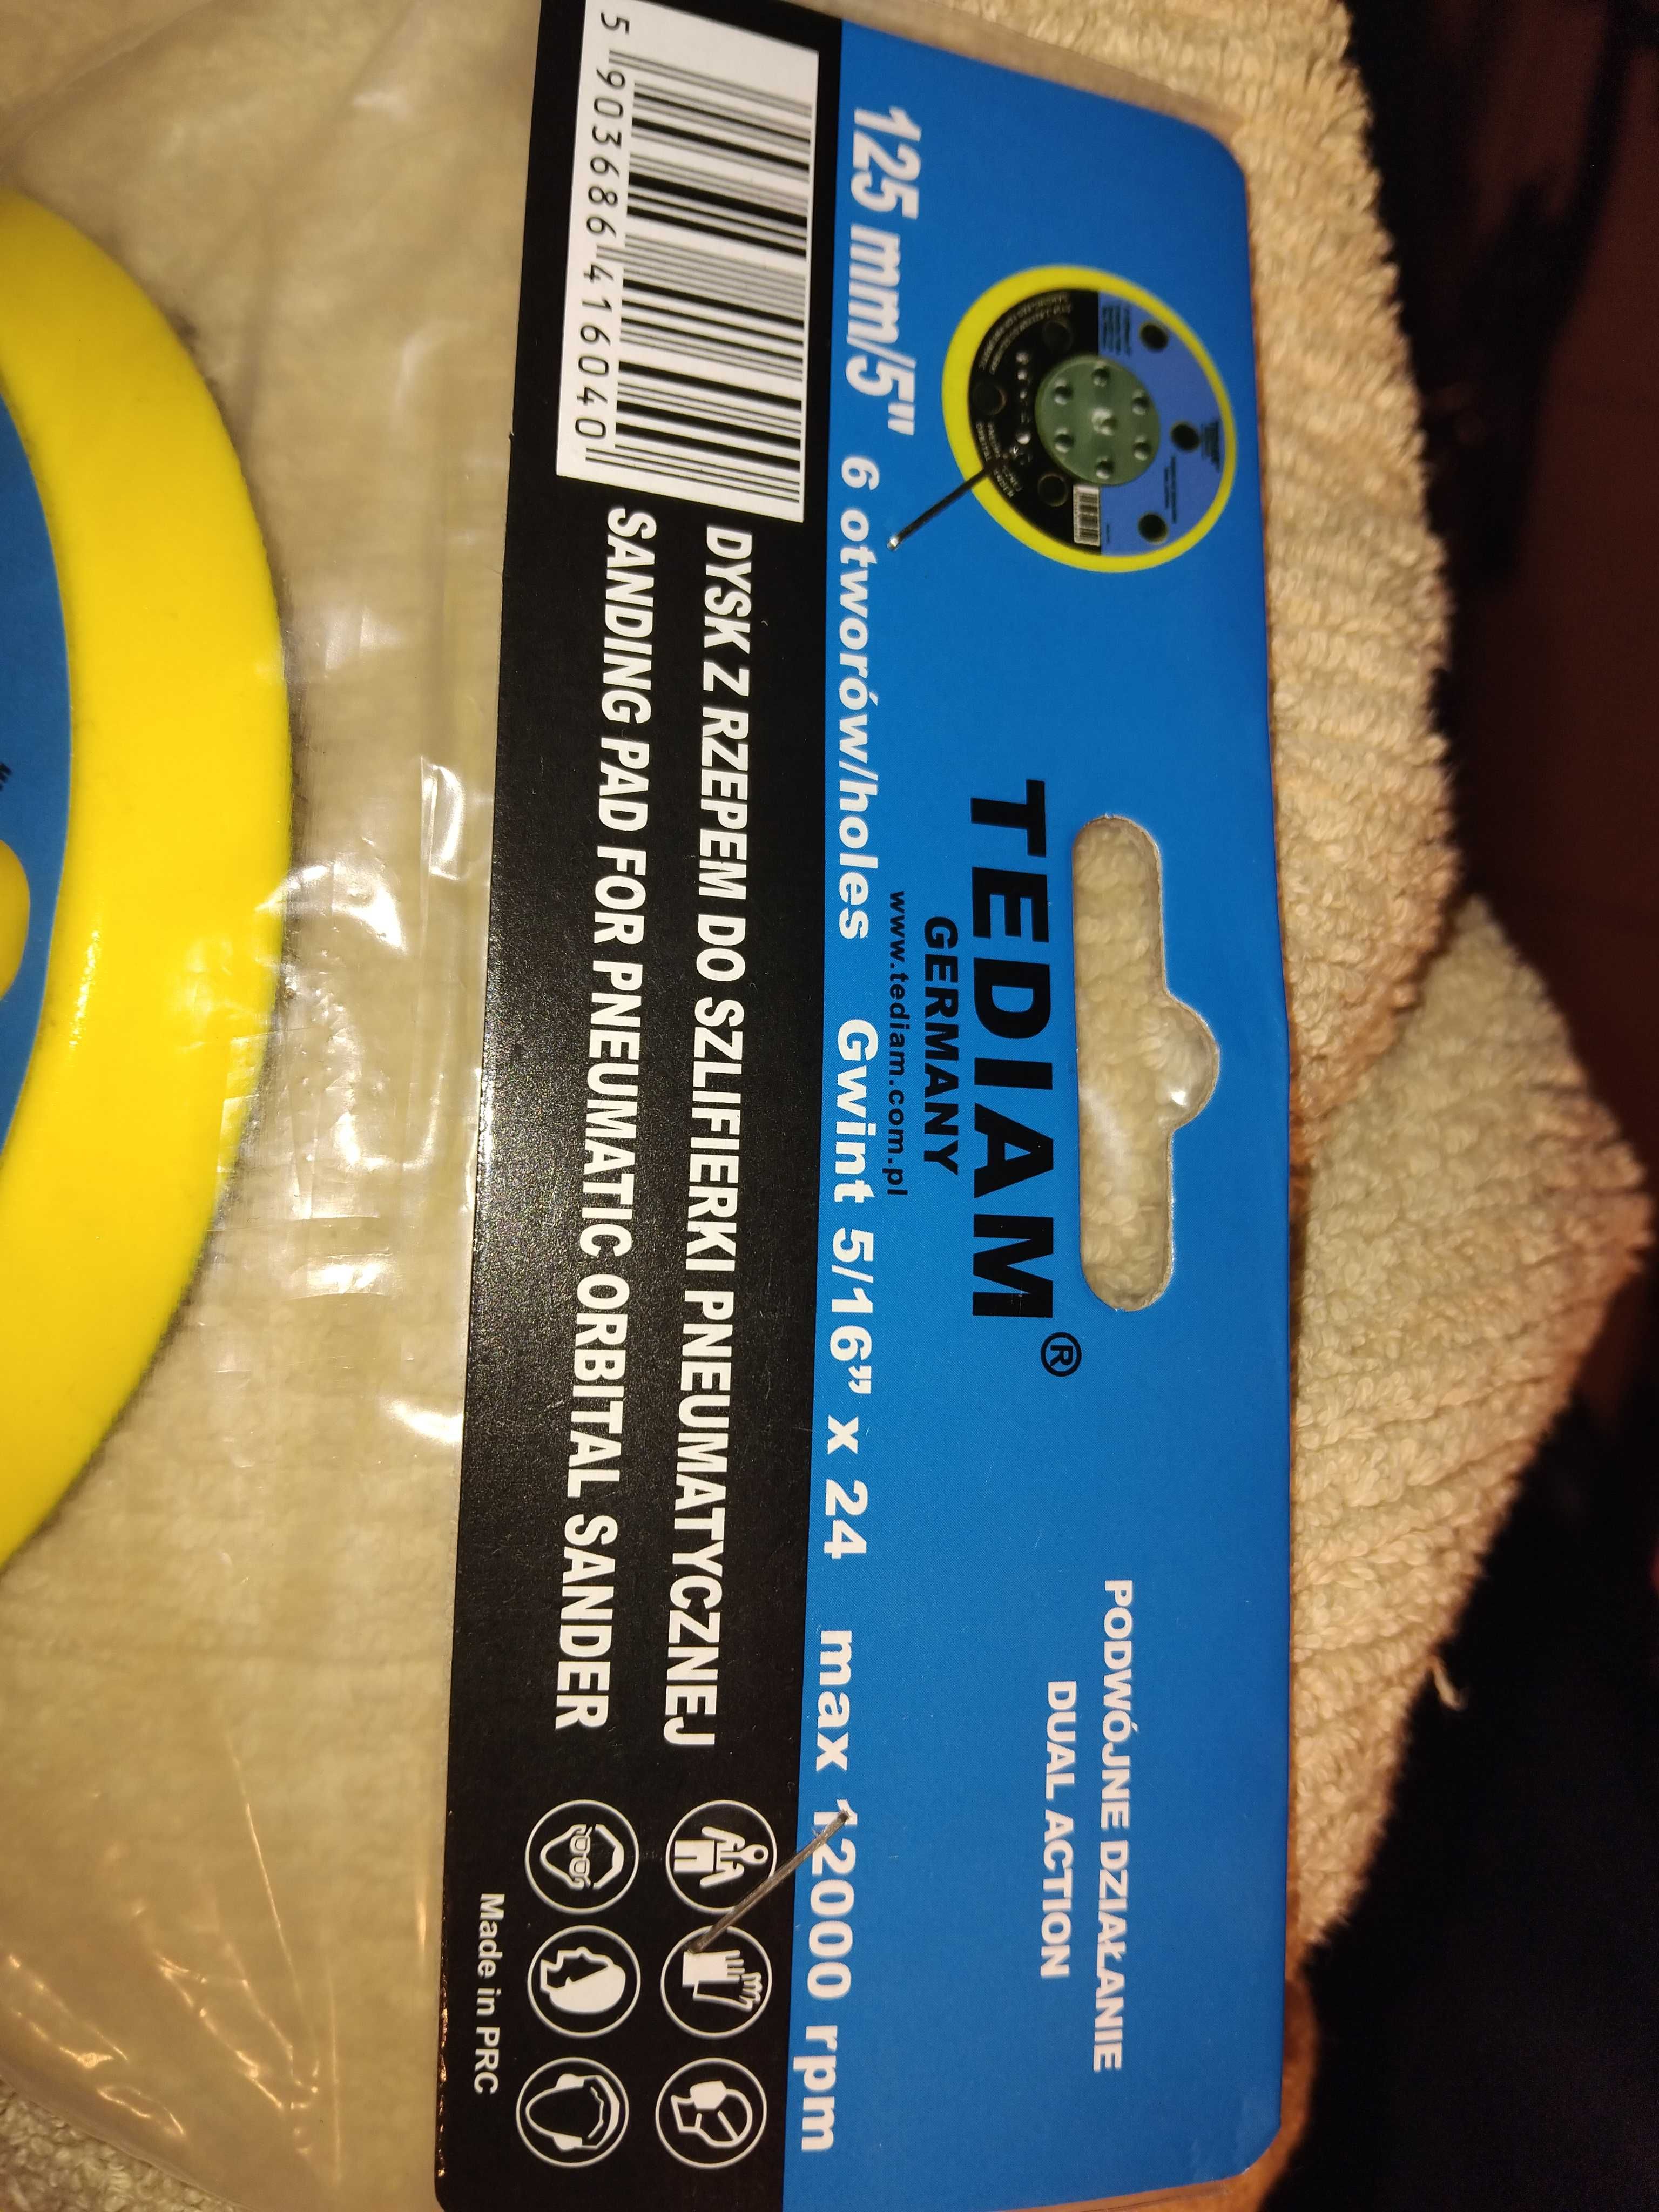 TEDIAM®
GERMANY
www.tediam.com.pl
PODWÓJNE DZIAŁANIE
DUAL ACTION
125 mm/5" 6 otworów/holes Gwint 5/16” x 24 max 12000 rpm
DYSK Z RZEPEM DO SZLIFIERKI PNEUMATYCZNEJ
SANDING PAD FOR PNEUMATIC ORBITAL SANDER
5 903686 416040
Made in PRC